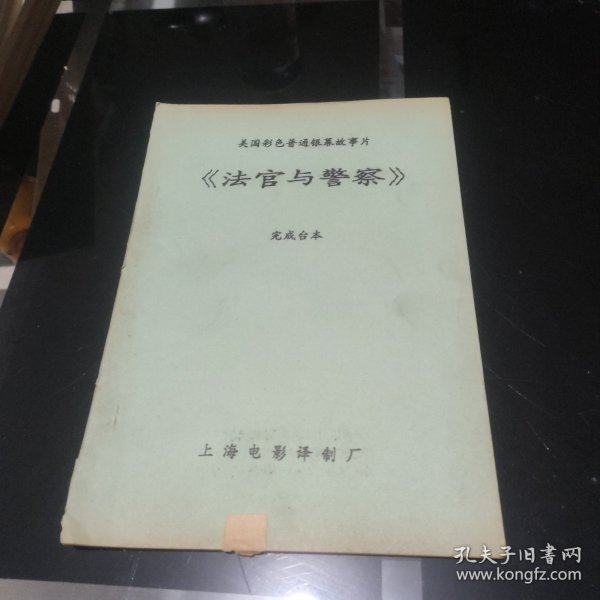 美国彩色普通银幕故事片
《法官与警察》
完成台本
上海电影译制厂
孔夫子旧书网
www.kongfz.com